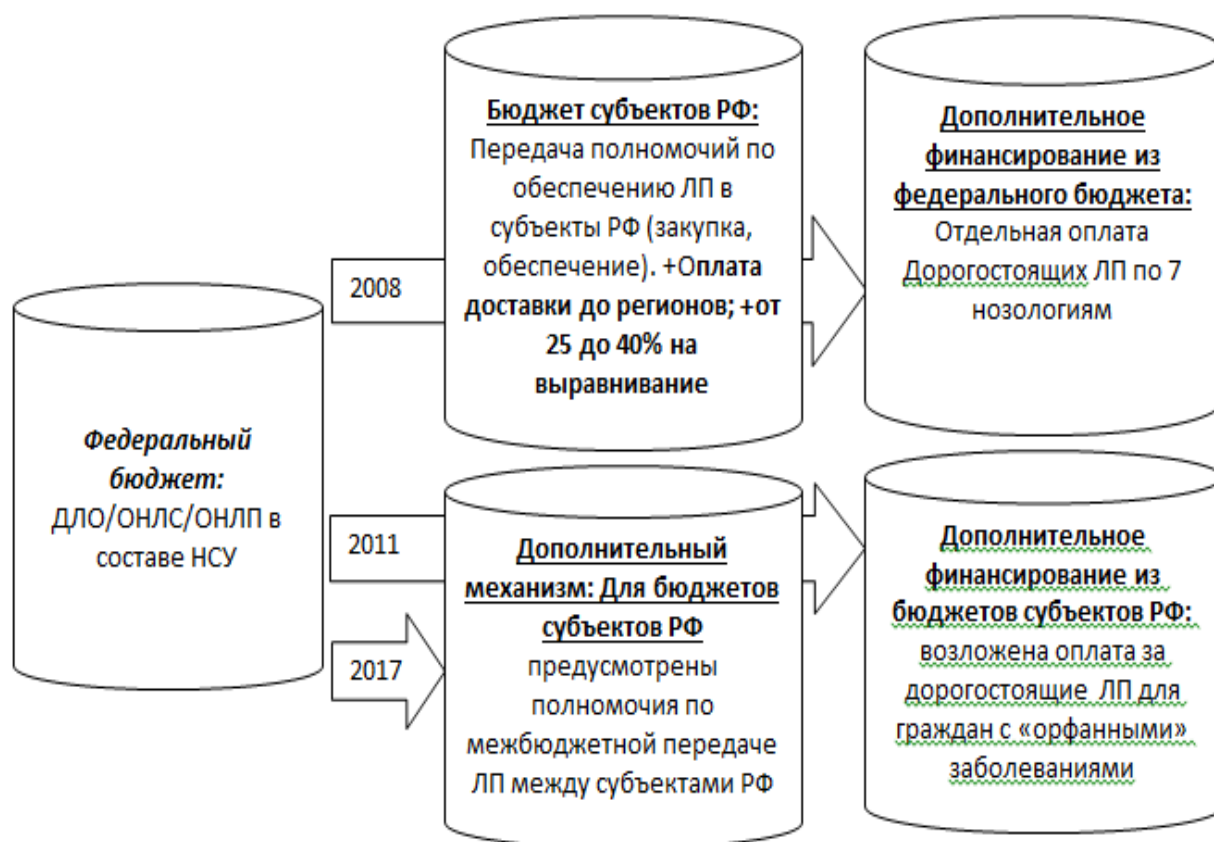 Федеральный
бюджет:
ДЛО/ОНЛС/ОНЛП в
составе НСУ
2008
Бюджет субъектов РФ:
Передача полномочий по
обеспечению ЛП в
субъекты РФ (закупка,
обеспечение). +Оплата
доставки до регионов; +от
25 до 40% на
выравнивание
Дополнительное
финансирование из
федерального бюджета:
Отдельная оплата
Дорогостоящих ЛП по 7
нозологиям
2011
2017
Дополнительный
механизм: Для бюджетов
субъектов РФ
предусмотрены
полномочия по
межбюджетной передаче
ЛП между субъектами РФ
Дополнительное
финансирование из
бюджетов субъектов РФ:
возложена оплата за
дорогостоящие ЛП для
граждан с «орфанными»
заболеваниями